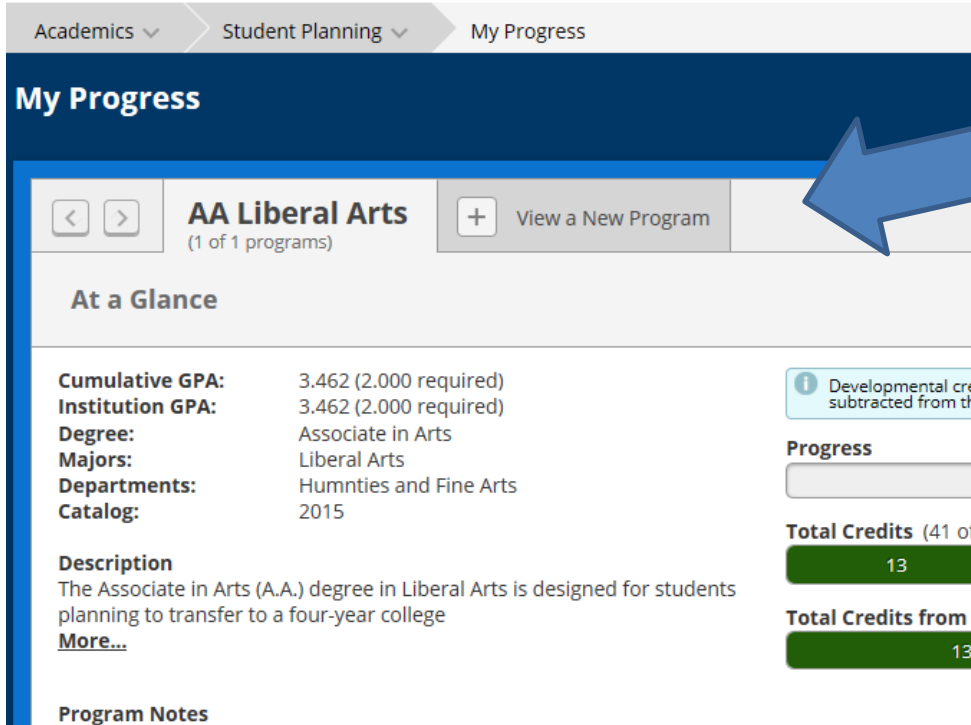 Academics
Student Planning
My Progress
My Progress
AA Liberal Arts
(1 of 1 programs)
View a New Program
At a Glance
Cumulative GPA: 3.462 (2.000 required)
Institution GPA: 3.462 (2.000 required)
Degree: Associate in Arts
Majors: Liberal Arts
Departments: Humnties and Fine Arts
Catalog: 2015
Description
The Associate in Arts (A.A.) degree in Liberal Arts is designed for students
planning to transfer to a four-year college
More...
Program Notes
Developmental
subtracted from
Progress
Total Credits (41
13
Total Credits from
13